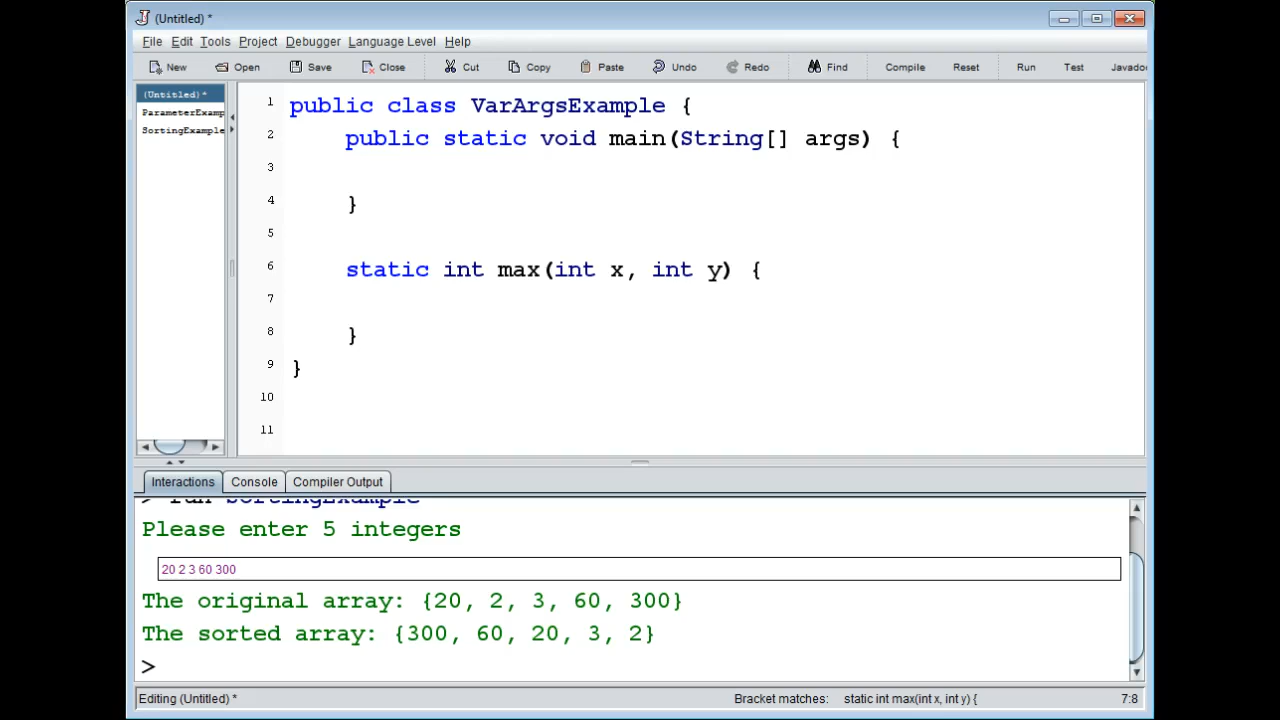 (Untitled) *
File Edit Tools Project Debugger Language Level Help
New Open Save Close Cut Copy Paste Undo Redo Find Compile Reset Run Test Javadoc
(Untitled)*
ParameterExamp
SortingExample
1 public class VarArgsExample {
2 public static void main(String[] args) {
3
4 }
5
6 static int max(int x, int y) {
7
8 }
9 }
10
11
Interactions Console Compiler Output
> run SortingExample
Please enter 5 integers
20 2 3 60 300
The original array: {20, 2, 3, 60, 300}
The sorted array: {300, 60, 20, 3, 2}
>
Editing (Untitled) * Bracket matches: static int max(int x, int y) { 7:8